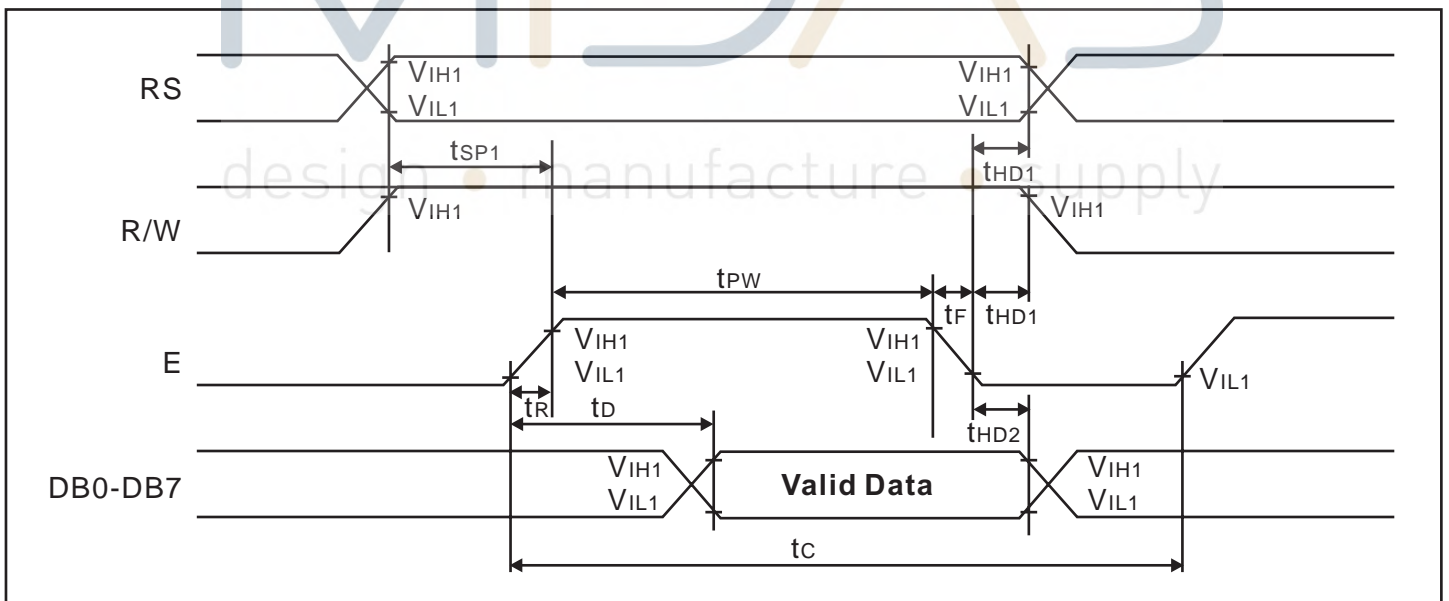 MIDAS
RS
VIH1
VIL1
VIH1
VIL1
tSP1
tHD1
design • manufacture • supply
R/W
VIH1
VIH1
tPW
tF
tHD1
E
VIH1
VIL1
VIH1
VIL1
VIL1
tR
tD
tHD2
DB0-DB7
VIH1
VIL1
Valid Data
VIH1
VIL1
tC